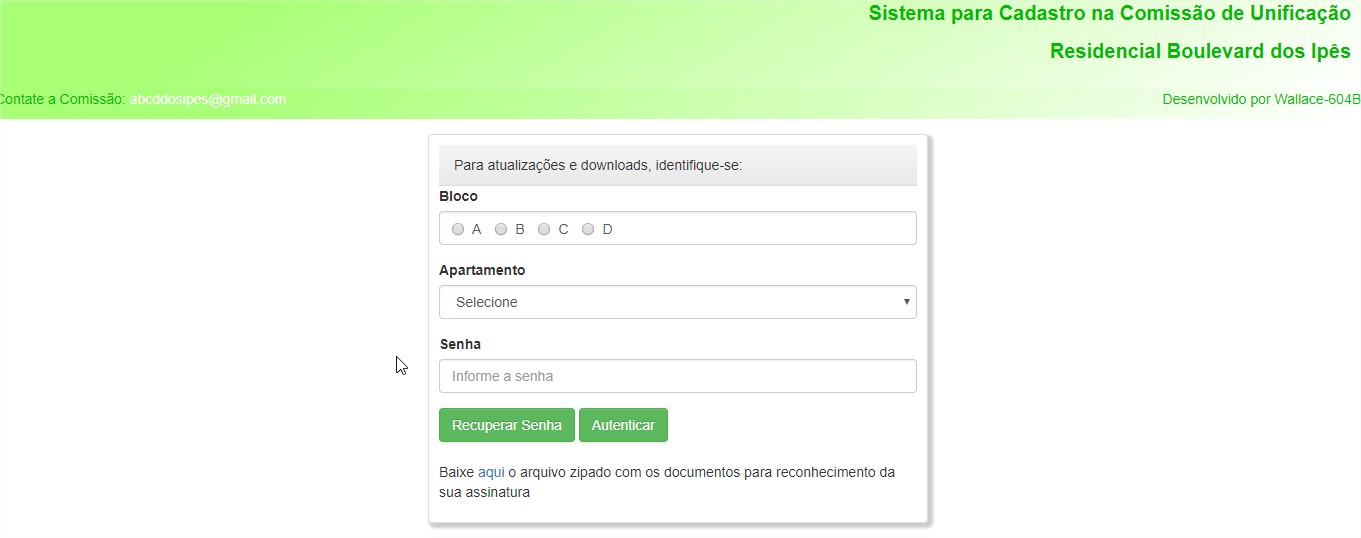 Sistema para Cadastro na Comissão de Unificação
Residencial Boulevard dos Ipês
Contate a Comissão: abcddosipes@gmail.com
Desenvolvido por Wallace-604B
Para atualizações e downloads, identifique-se:
Bloco
A B C D
Apartamento
Selecione
Senha
Informe a senha
Recuperar Senha Autenticar
Baixe aqui o arquivo zipado com os documentos para reconhecimento da
sua assinatura